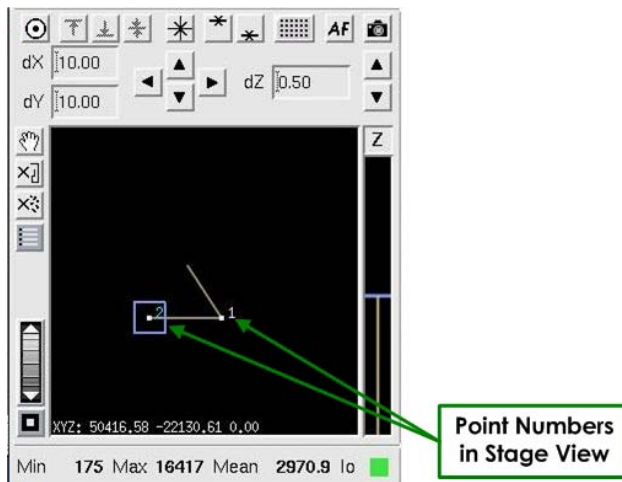 AF
dX 10.00
dY 10.00
dZ 0.50
Z
2
1
XYZ: 50416.58 -22130.61 0.00
Point Numbers
in Stage View
Min 175 Max 16417 Mean 2970.9 Io